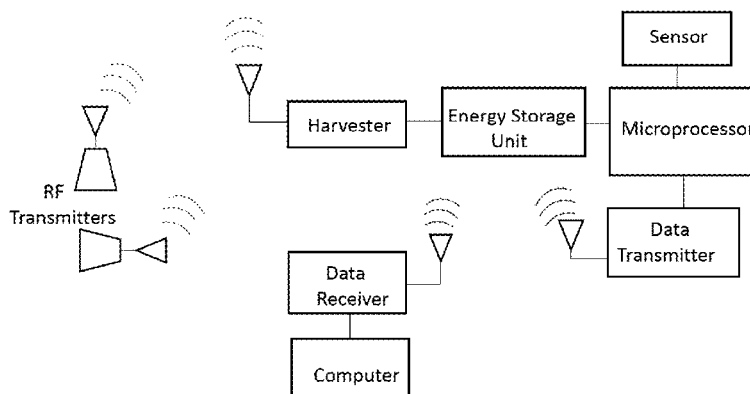 Sensor
Harvester
Energy Storage
Unit
Microprocessor
RF
Transmitters
Data
Receiver
Data
Transmitter
Computer